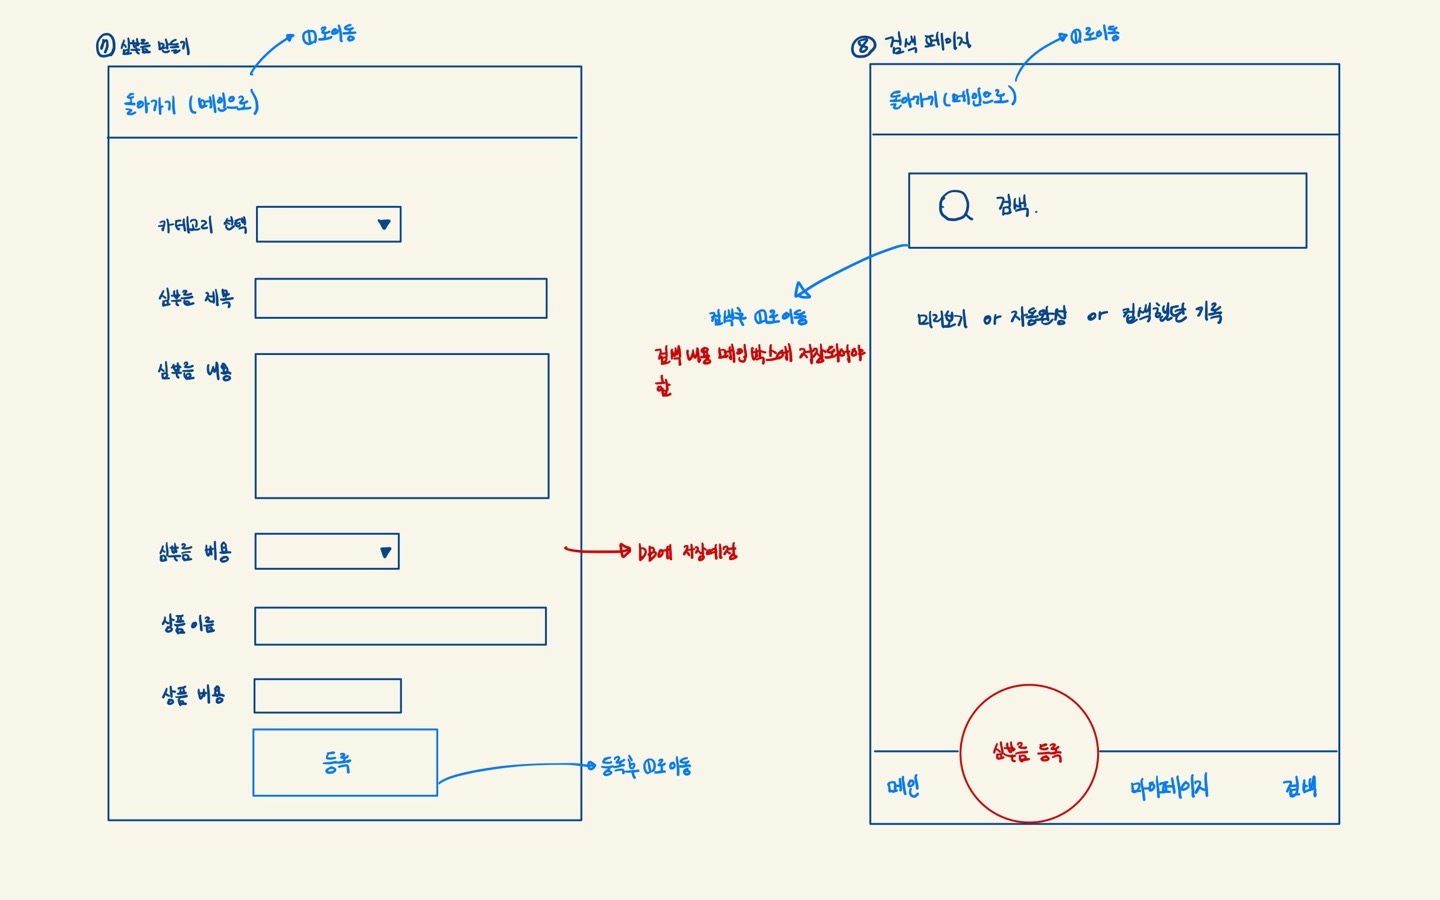 ⑦ 심부름 만들기
①로이동
돌아가기 (메인으로)
카테고리 선택
심부름 제목
심부름 내용
심부름 비용
DB에 저장예정
상품이름
상품 비용
등록
등록후 ①로이동
⑧ 검색 페이지
①로이동
돌아가기 (메인으로)
검색.
검색후 ①로이동
검색 내용 메인박스에 저장되어야
함
미리보기 or 자동완성 or 검색했던 기록
심부름 등록
메인
마이페이지
검색